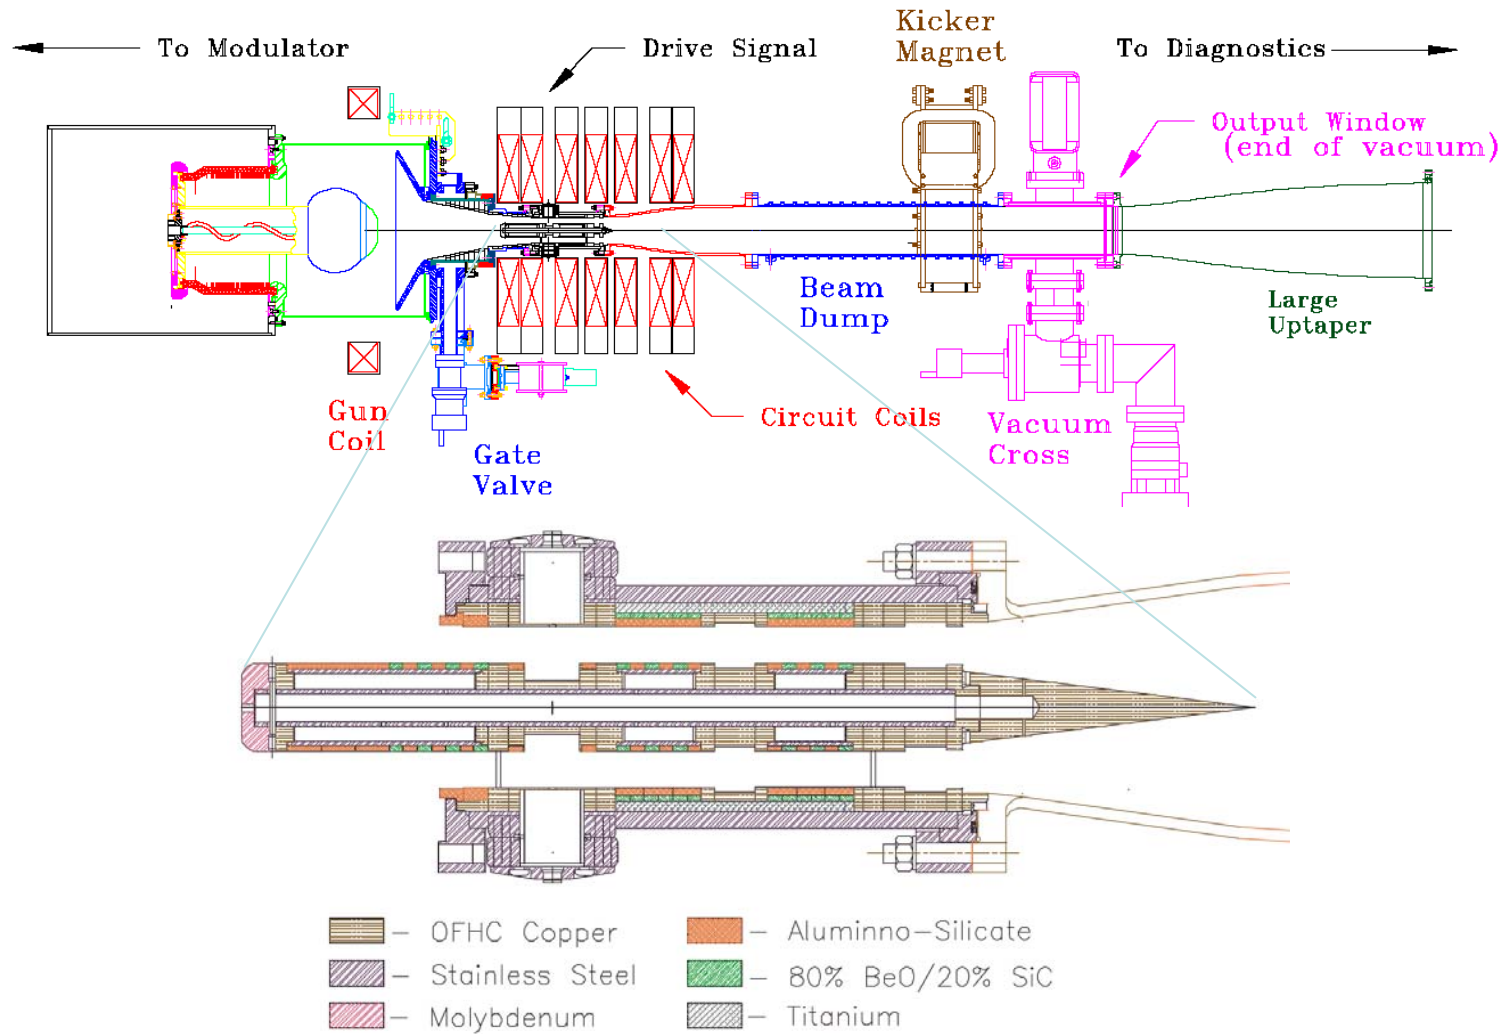 Kicker
Magnet
To Modulator
Drive Signal
To Diagnostics
Output Window
(end of vacuum)
Beam
Dump
Large
Uptaper
Gun
Coil
Circuit Coils
Vacuum
Cross
Gate
Valve
— OFHC Copper
— Aluminno-Silicate
— Stainless Steel
— 80% BeO/20% SiC
— Molybdenum
— Titanium